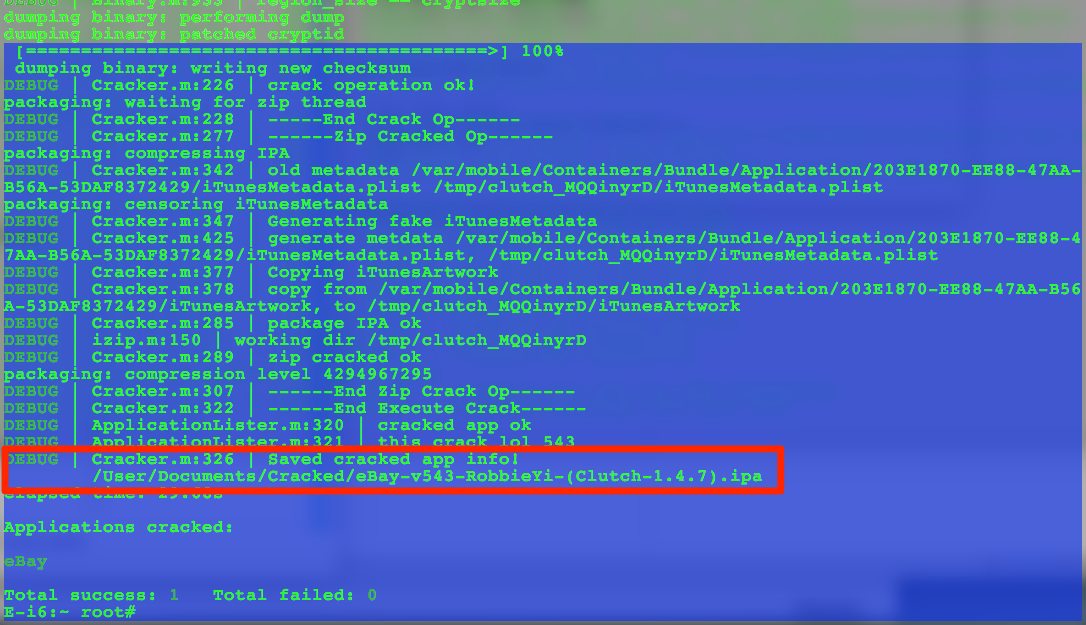 DEBUG | Binary.m:933 | region_size == cryptsize
dumping binary: performing dump
dumping binary: patched cryptid
[==========================================>] 100%
dumping binary: writing new checksum
DEBUG | Cracker.m:226 | crack operation ok!
packaging: waiting for zip thread
DEBUG | Cracker.m:228 | -----End Crack Op------
DEBUG | Cracker.m:277 | ------Zip Cracked Op------
packaging: compressing IPA
DEBUG | Cracker.m:342 | old metadata /var/mobile/Containers/Bundle/Application/203E1870-EE88-47AA-
B56A-53DAF8372429/iTunesMetadata.plist /tmp/clutch_MQQinyrD/iTunesMetadata.plist
packaging: censoring iTunesMetadata
DEBUG | Cracker.m:347 | Generating fake iTunesMetadata
DEBUG | Cracker.m:425 | generate metdata /var/mobile/Containers/Bundle/Application/203E1870-EE88-4
7AA-B56A-53DAF8372429/iTunesMetadata.plist, /tmp/clutch_MQQinyrD/iTunesMetadata.plist
DEBUG | Cracker.m:377 | Copying iTunesArtwork
DEBUG | Cracker.m:378 | copy from /var/mobile/Containers/Bundle/Application/203E1870-EE88-47AA-B56
A-53DAF8372429/iTunesArtwork, to /tmp/clutch_MQQinyrD/iTunesArtwork
DEBUG | Cracker.m:285 | package IPA ok
DEBUG | izip.m:150 | working dir /tmp/clutch_MQQinyrD
DEBUG | Cracker.m:289 | zip cracked ok
packaging: compression level 4294967295
DEBUG | Cracker.m:307 | ------End Zip Crack Op------
DEBUG | Cracker.m:322 | ------End Execute Crack------
DEBUG | ApplicationLister.m:320 | cracked app ok
DEBUG | ApplicationLister.m:321 | this crack lol 543
DEBUG | Cracker.m:326 | Saved cracked app info!
/User/Documents/Cracked/eBay-v543-RobbieYi-(Clutch-1.4.7).ipa
elapsed time:
Applications cracked:
eBay
Total success: 1 Total failed: 0
E-i6:~ root#